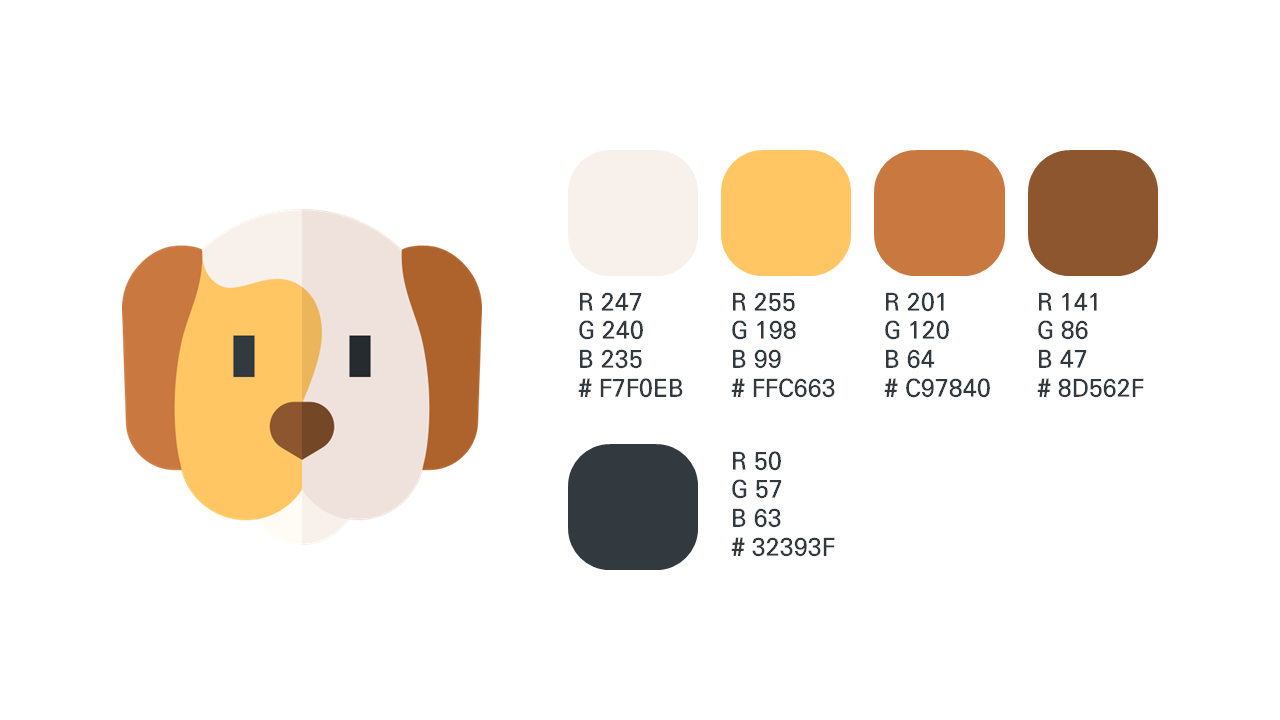 R 247
G 240
B 235
# F7F0EB
R 255
G 198
B 99
# FFC663
R 201
G 120
B 64
# C97840
R 141
G 86
B 47
# 8D562F
R 50
G 57
B 63
# 32393F